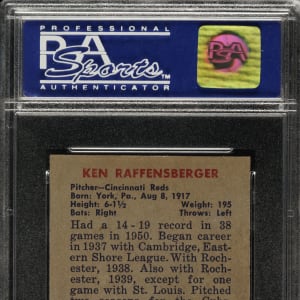 PROFESSIONAL
PSA
Sports™
AUTHENTICATOR
PSA
KEN RAFFENSBERGER
Pitcher—Cincinnati Reds
Born: York, Pa., Aug 8, 1917
Height: 6-1½ Weight: 195
Bats: Right Throws: Left
Had a 14-19 record in 38
games in 1950. Began career
in 1937 with Cambridge, East-
ern Shore League. With Roch-
ester, 1938. Also with Roch-
ester, 1939, except for one
game with St. Louis. Pitched